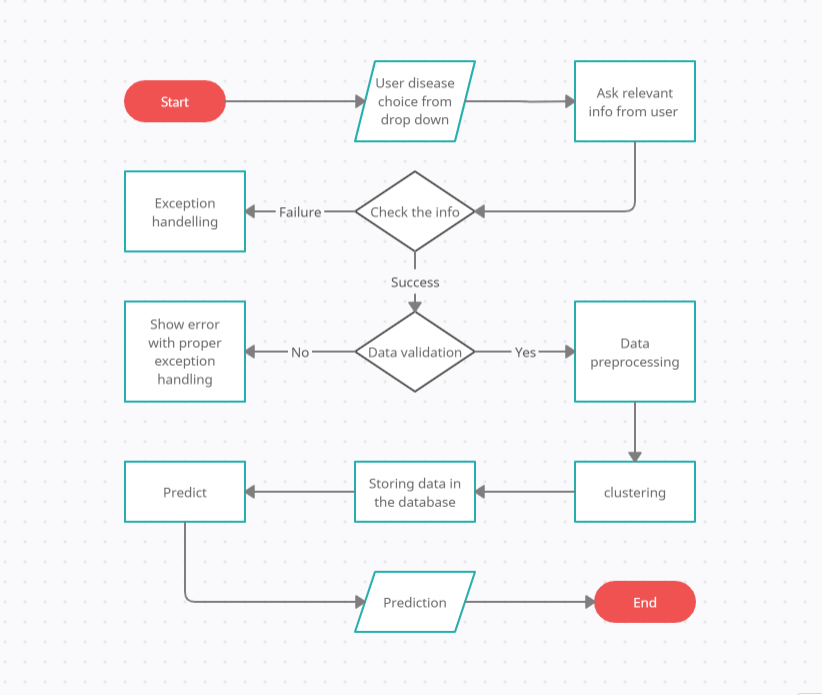 Start
User disease
choice from
drop down
Ask relevant
info from user
Exception
handelling
Failure
Check the info
Success
Show error
with proper
exception
handling
No
Data validation
Yes
Data
preprocessing
Predict
Storing data in
the database
clustering
Prediction
End